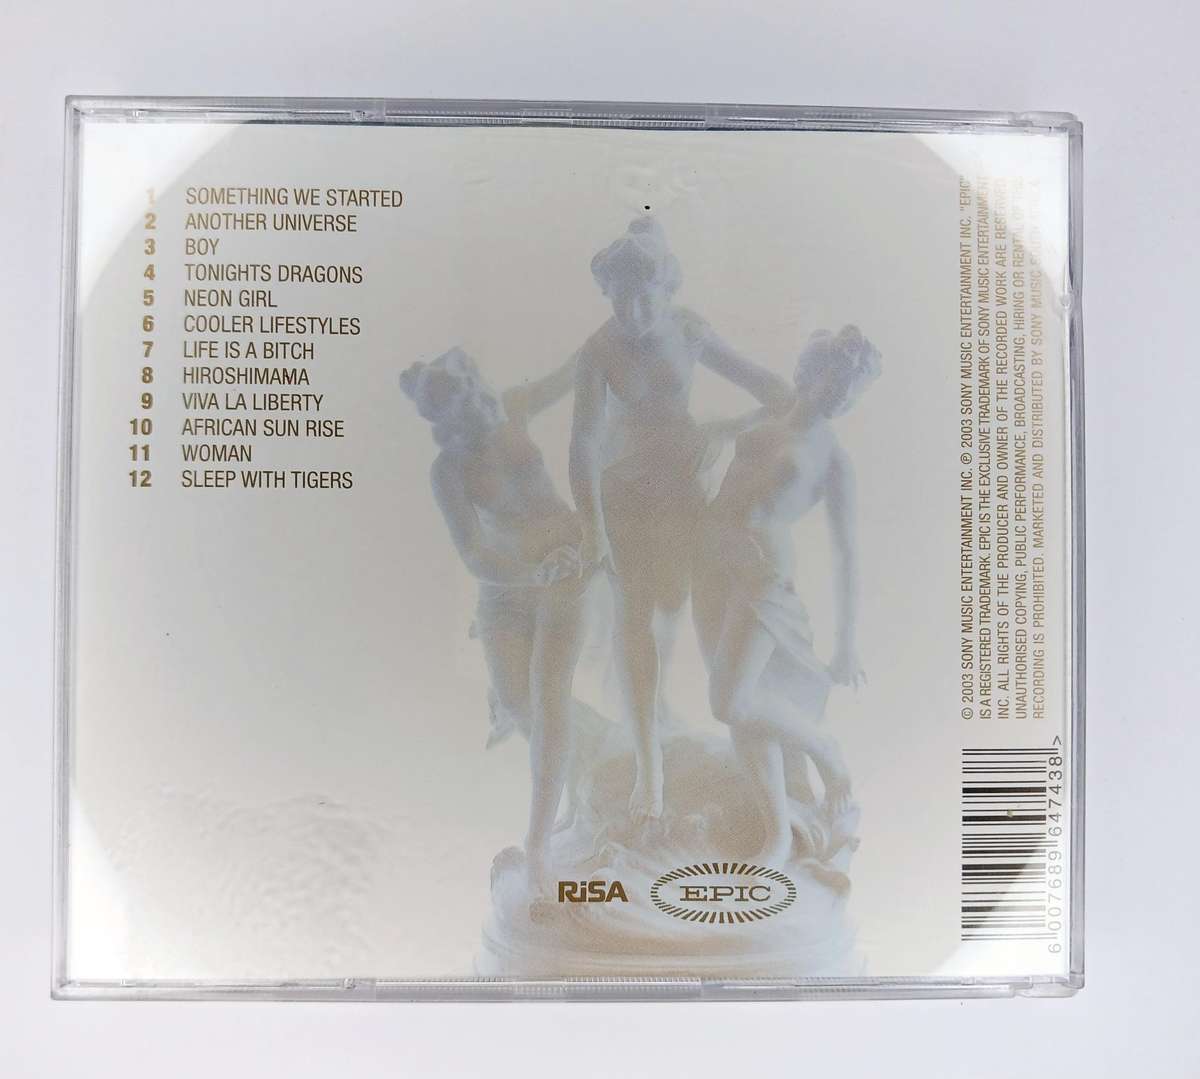 1 SOMETHING WE STARTED
2 ANOTHER UNIVERSE
3 BOY
4 TONIGHTS DRAGONS
5 NEON GIRL
6 COOLER LIFESTYLES
7 LIFE IS A BITCH
8 HIROSHIMAMA
9 VIVA LA LIBERTY
10 AFRICAN SUN RISE
11 WOMAN
12 SLEEP WITH TIGERS
RiSA
EPIC
© 2003 SONY MUSIC ENTERTAINMENT INC. ℗ 2003 SONY MUSIC ENTERTAINMENT INC. "EPIC"
IS A REGISTERED TRADEMARK. EPIC IS THE EXCLUSIVE TRADEMARK OF SONY MUSIC ENTERTAINMENT
INC. ALL RIGHTS OF THE PRODUCER AND OWNER OF THE RECORDED WORK ARE RESERVED.
UNAUTHORISED COPYING, PUBLIC PERFORMANCE, BROADCASTING, HIRING OR RENTAL OF THIS
RECORDING IS PROHIBITED. MARKETED AND DISTRIBUTED BY SONY MUSIC
6 007689 647438 >